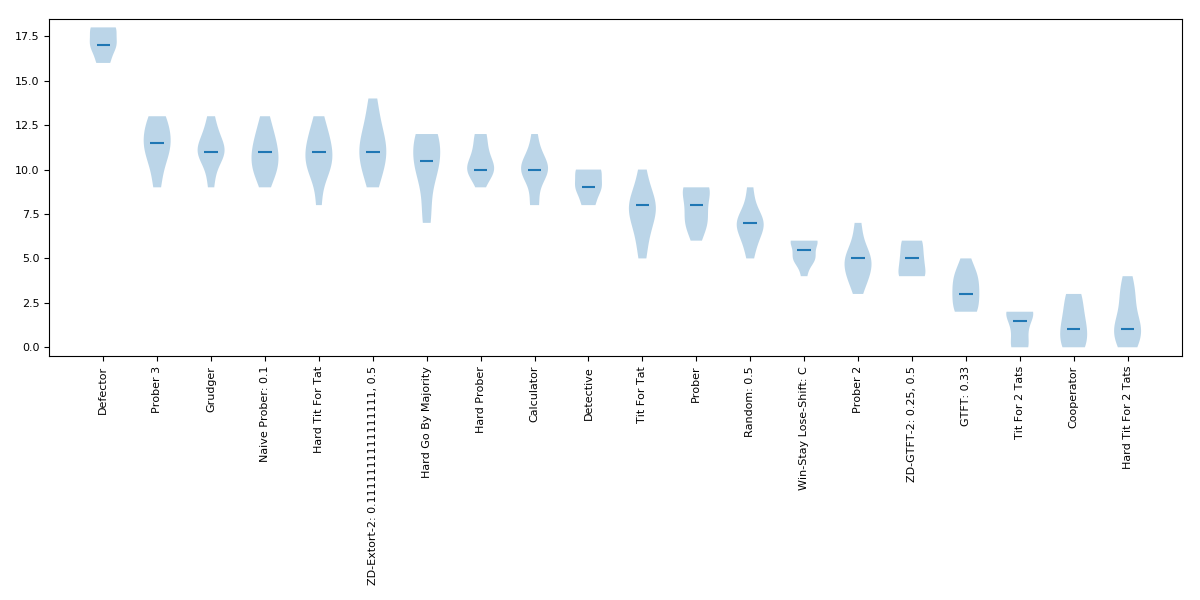 17.5
15.0
12.5
10.0
7.5
5.0
2.5
0.0
Defector
Prober 3
Grudger
Naive Prober: 0.1
Hard Tit For Tat
ZD-Extort-2: 0.1111111111111111, 0.5
Hard Go By Majority
Hard Prober
Calculator
Detective
Tit For Tat
Prober
Random: 0.5
Win-Stay Lose-Shift: C
Prober 2
ZD-GTFT-2: 0.25, 0.5
GTFT: 0.33
Tit For 2 Tats
Cooperator
Hard Tit For 2 Tats